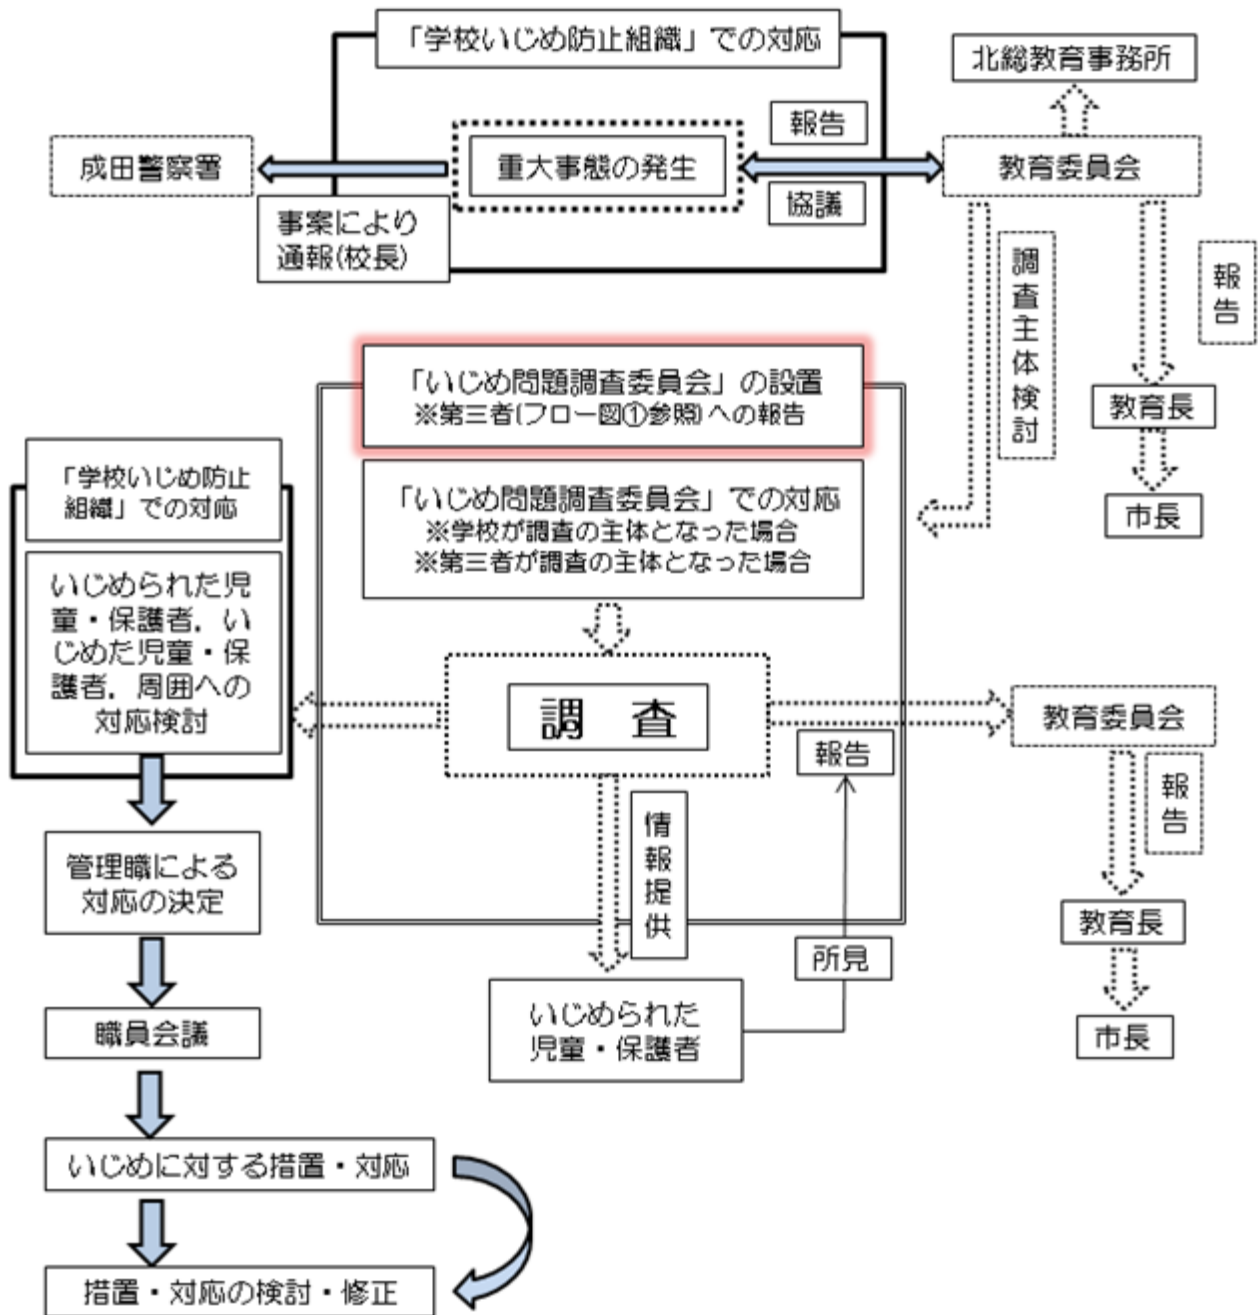 「学校いじめ防止組織」での対応
北総教育事務所
報告
成田警察署
重大事態の発生
教育委員会
協議
事案により
通報(校長)
調査主体検討
報告
「いじめ問題調査委員会」の設置
※第三者(フロー図①参照)への報告
教育長
市長
「学校いじめ防止
組織」での対応
「いじめ問題調査委員会」での対応
※学校が調査の主体となった場合
※第三者が調査の主体となった場合
いじめられた児
童・保護者，い
じめた児童・保
護者，周囲への
対応検討
調　査
教育委員会
報告
報告
情報提供
管理職による
対応の決定
教育長
所見
いじめられた
児童・保護者
職員会議
市長
いじめに対する措置・対応
措置・対応の検討・修正